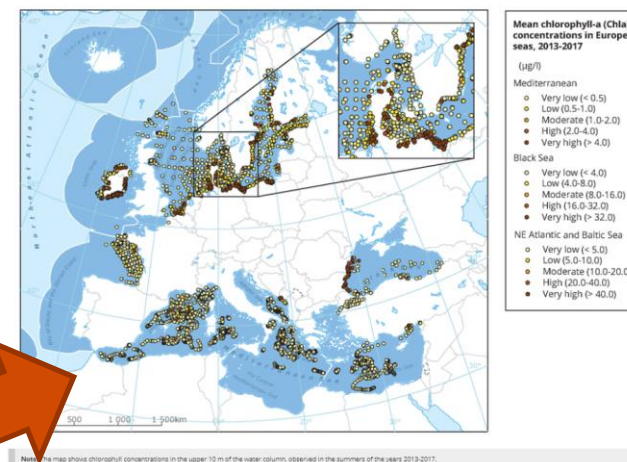 Mean chlorophyll-a (Chla)
concentrations in Europe
seas, 2013-2017
(µg/l)
Mediterranean
Very low (< 0.5)
Low (0.5-1.0)
Moderate (1.0-2.0)
High (2.0-4.0)
Very high (> 4.0)
Black Sea
Very low (< 4.0)
Low (4.0-8.0)
Moderate (8.0-16.0)
High (16.0-32.0)
Very high (> 32.0)
NE Atlantic and Baltic Sea
Very low (< 5.0)
Low (5.0-10.0)
Moderate (10.0-20.0
High (20.0-40.0)
Very high (> 40.0)
Northeast Atlantic Ocean
500 1 000 1 500km
Note: The map shows chlorophyll concentrations in the upper 10 m of the water column, observed in the summers of the years 2013-2017.